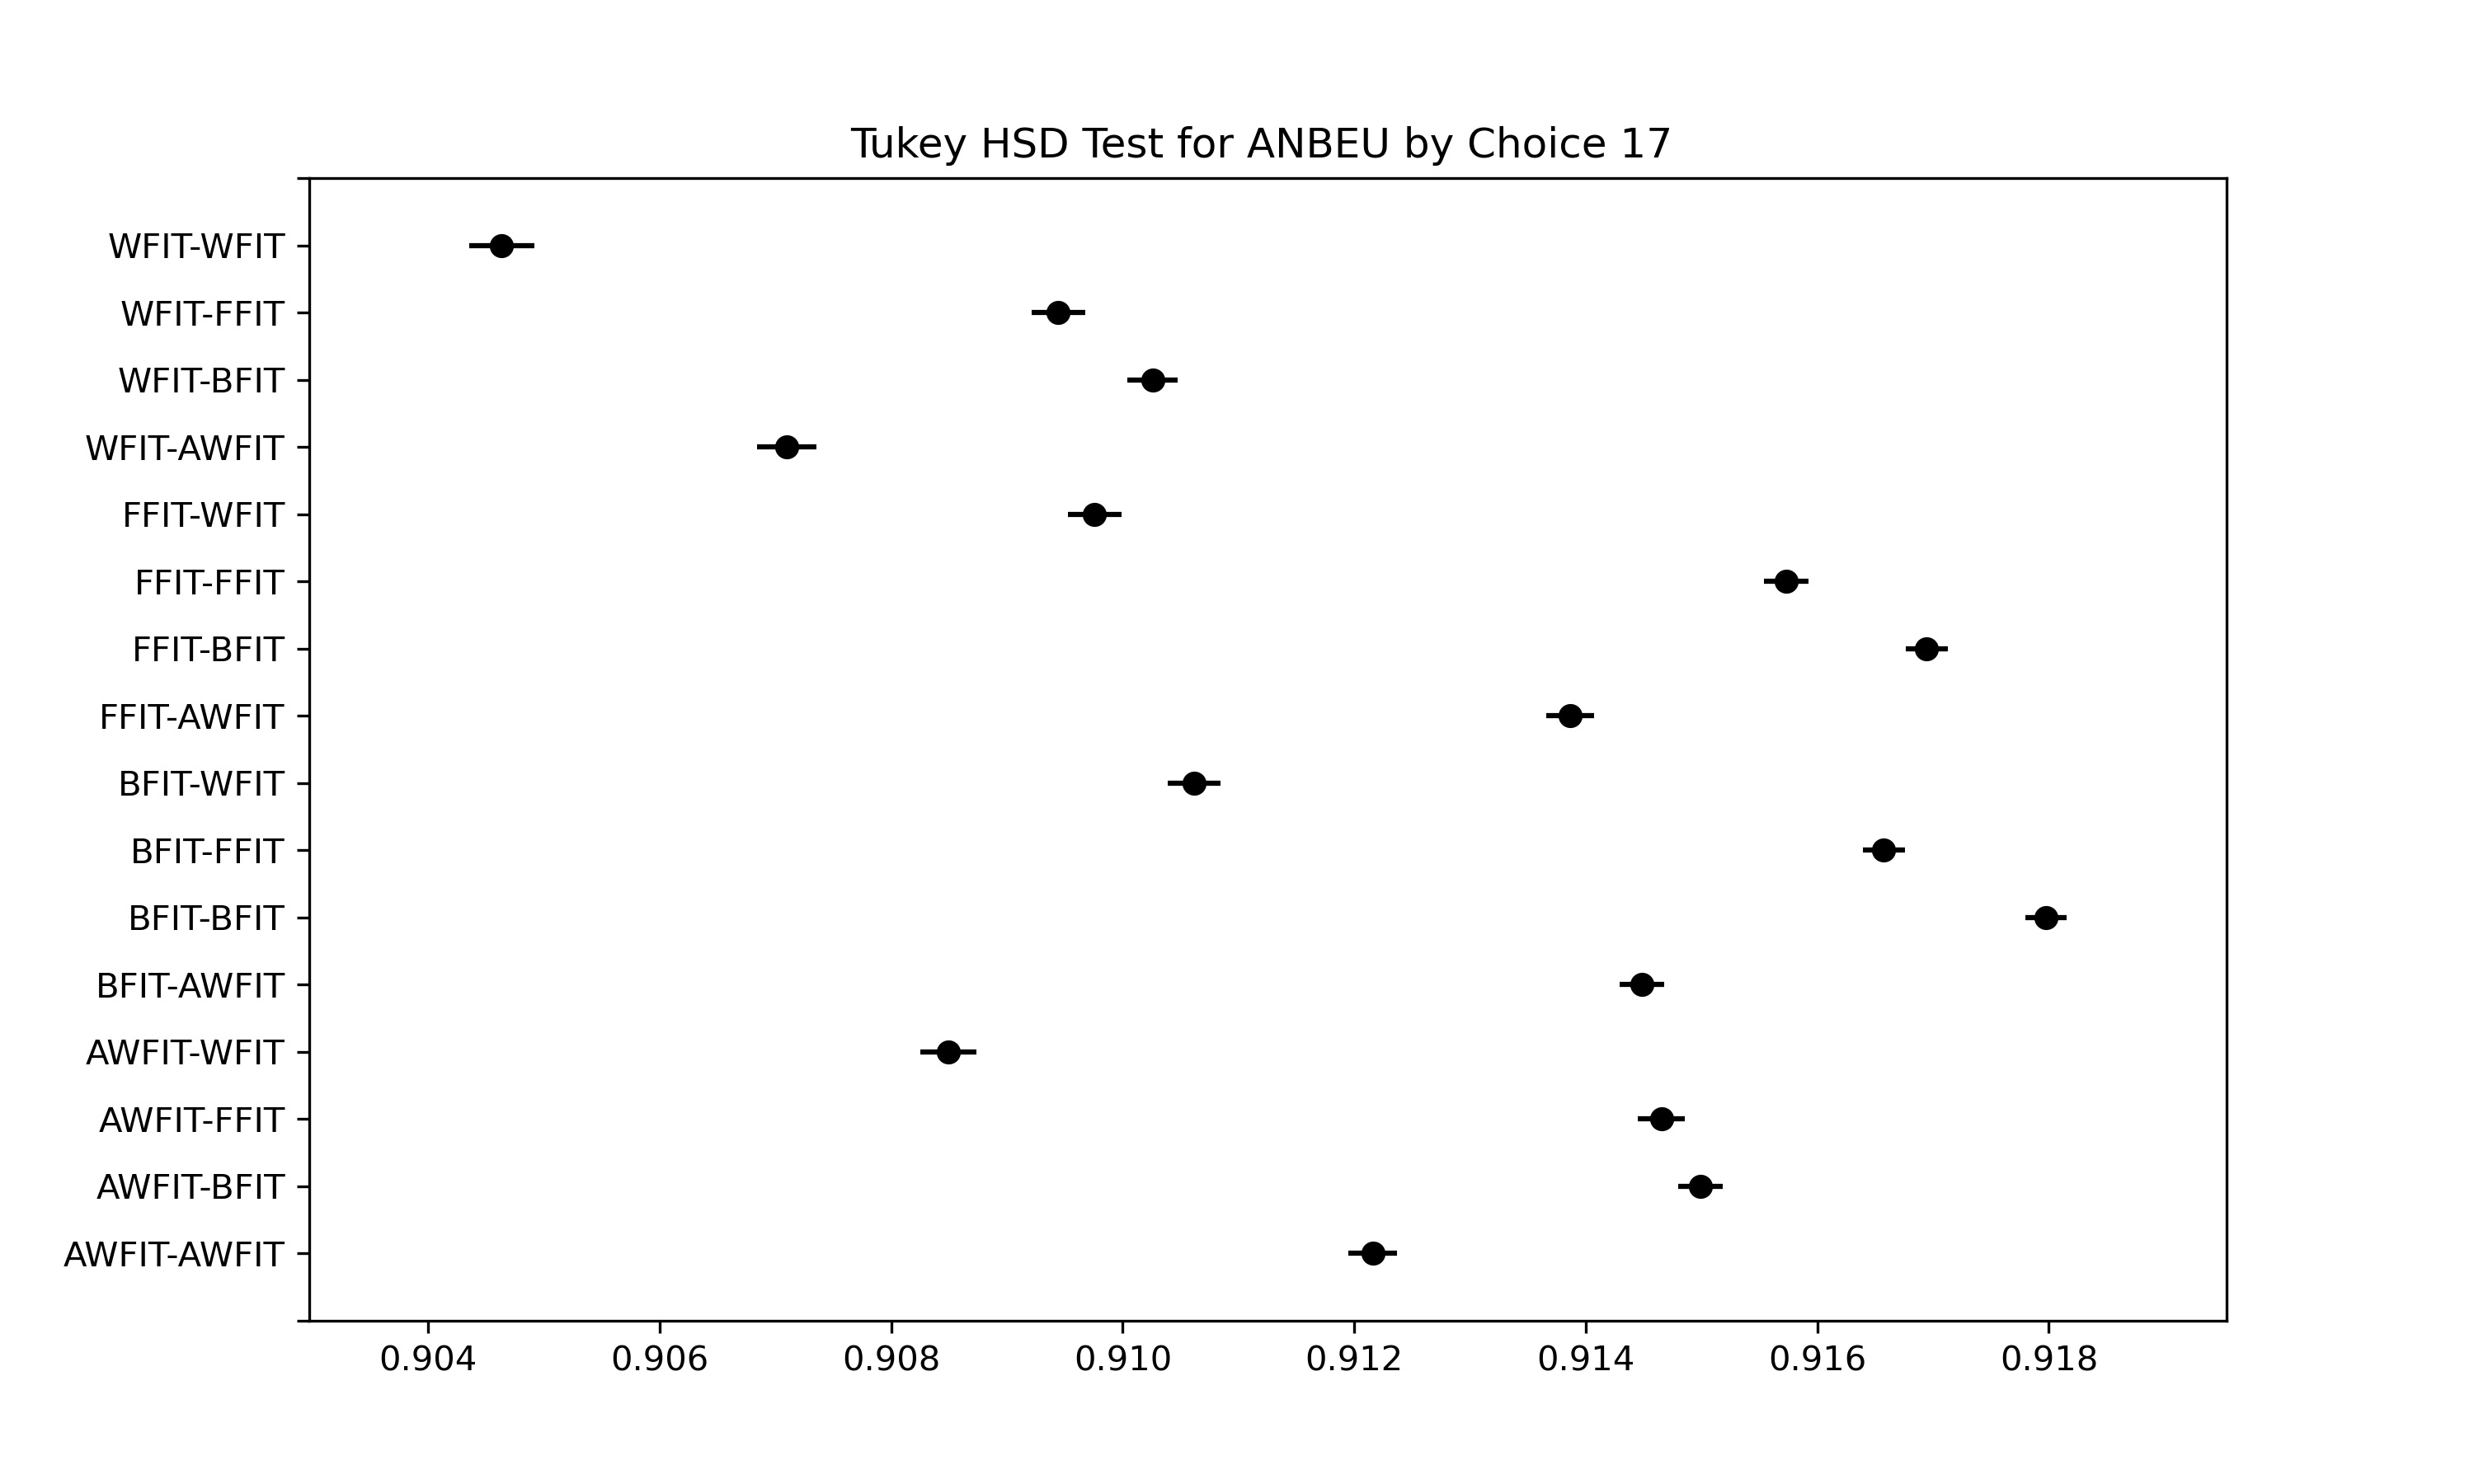 Tukey HSD Test for ANBEU by Choice 17
WFIT-WFIT
WFIT-FFIT
WFIT-BFIT
WFIT-AWFIT
FFIT-WFIT
FFIT-FFIT
FFIT-BFIT
FFIT-AWFIT
BFIT-WFIT
BFIT-FFIT
BFIT-BFIT
BFIT-AWFIT
AWFIT-WFIT
AWFIT-FFIT
AWFIT-BFIT
AWFIT-AWFIT
0.904 0.906 0.908 0.910 0.912 0.914 0.916 0.918